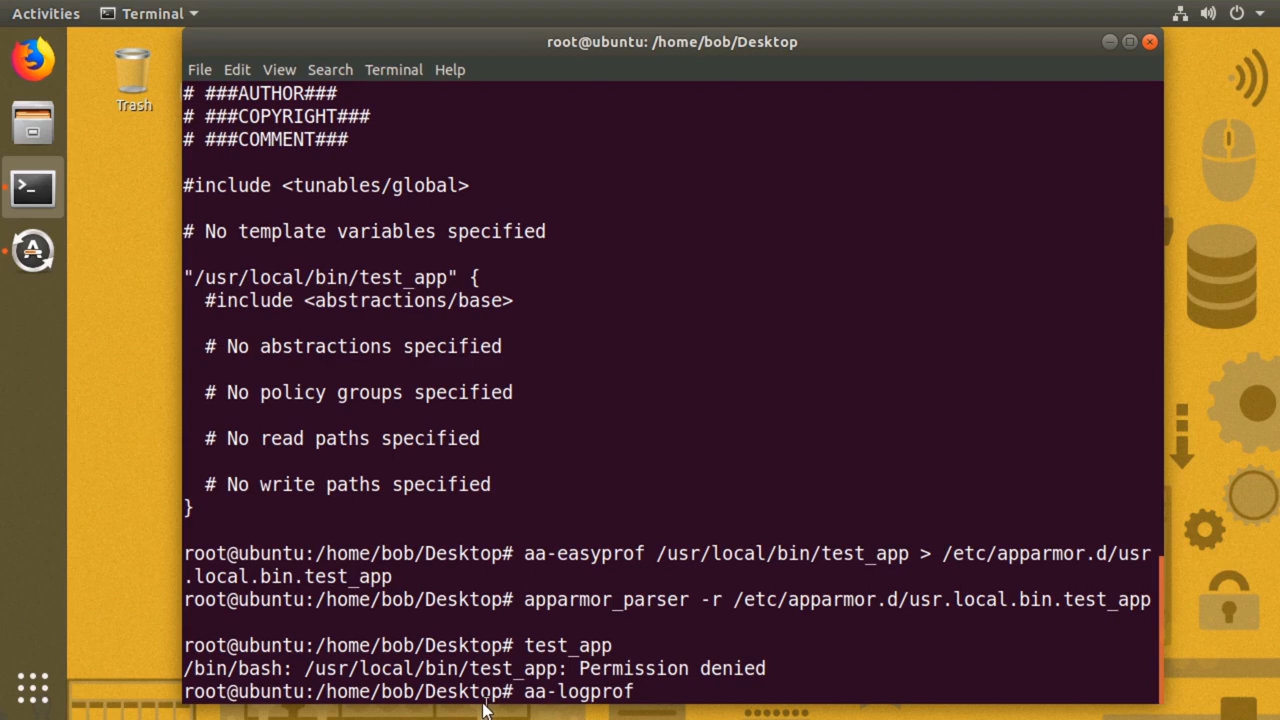 Activities
Terminal
root@ubuntu: /home/bob/Desktop
File Edit View Search Terminal Help
Trash
# ###AUTHOR###
# ###COPYRIGHT###
# ###COMMENT###
#include <tunables/global>
# No template variables specified
"/usr/local/bin/test_app" {
  #include <abstractions/base>
  # No abstractions specified
  # No policy groups specified
  # No read paths specified
  # No write paths specified
}
root@ubuntu:/home/bob/Desktop# aa-easyprof /usr/local/bin/test_app > /etc/apparmor.d/usr
.local.bin.test_app
root@ubuntu:/home/bob/Desktop# apparmor_parser -r /etc/apparmor.d/usr.local.bin.test_app
root@ubuntu:/home/bob/Desktop# test_app
/bin/bash: /usr/local/bin/test_app: Permission denied
root@ubuntu:/home/bob/Desktop# aa-logprof